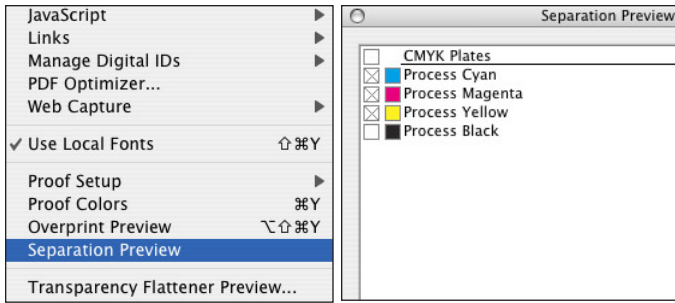 JavaScript
Links
Manage Digital IDs
PDF Optimizer...
Web Capture
✓ Use Local Fonts ⇧⌘Y
Proof Setup
Proof Colors ⌘Y
Overprint Preview ⌥⇧⌘Y
Separation Preview
Transparency Flattener Preview...
Separation Preview
CMYK Plates
Process Cyan
Process Magenta
Process Yellow
Process Black